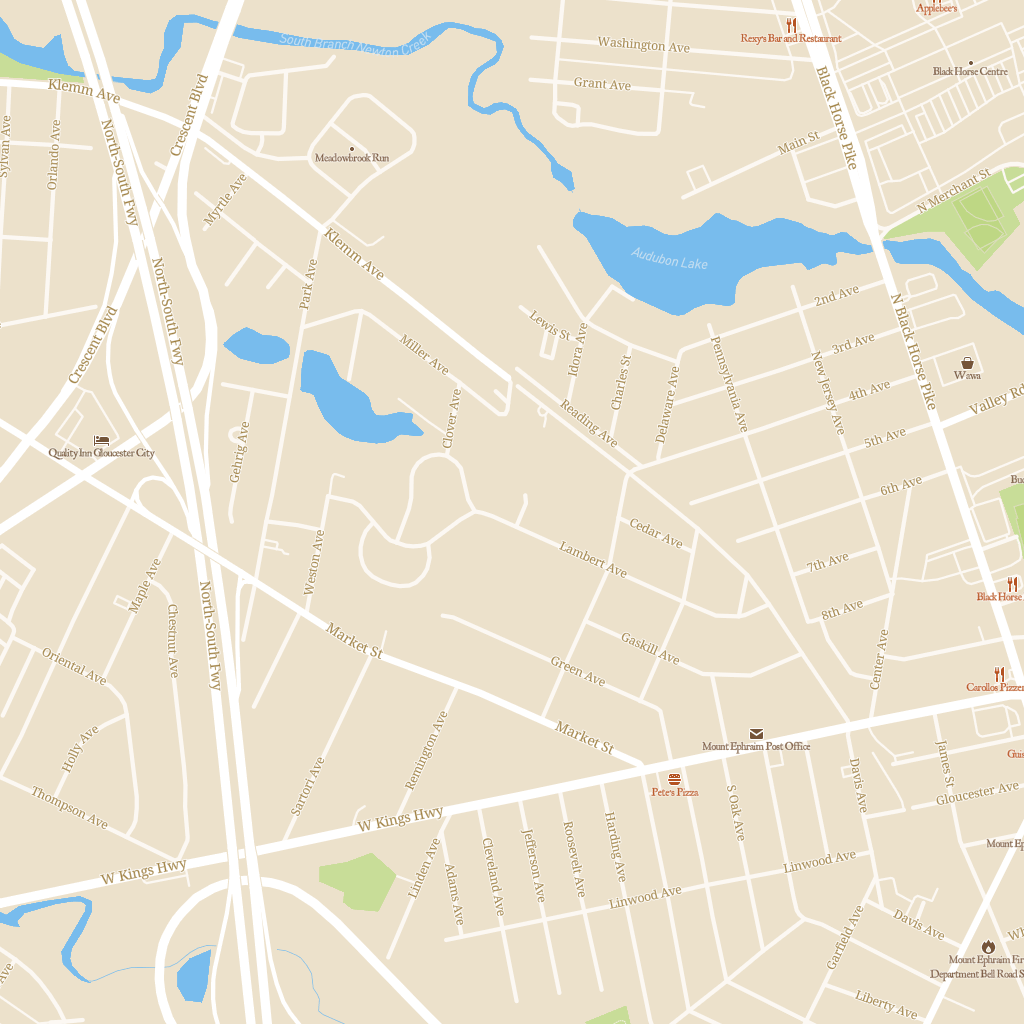 Applebee's
Rexy's Bar and Restaurant
South Branch Newton Creek
Washington Ave
Black Horse Centre
Grant Ave
Klemm Ave
Crescent Blvd
Black Horse Pike
Sylvan Ave
Orlando Ave
North-South Fwy
Main St
Meadowbrook Run
Myrtle Ave
N Merchant St
Klemm Ave
Audubon Lake
North-South Fwy
Park Ave
2nd Ave
Crescent Blvd
Lewis St
Idora Ave
N Black Horse Pike
3rd Ave
Miller Ave
Charles St
Pennsylvania Ave
New Jersey Ave
Wawa
4th Ave
Clover Ave
Reading Ave
Delaware Ave
Valley Rd
Quality Inn Gloucester City
Gehrig Ave
5th Ave
6th Ave
Bu
Cedar Ave
Weston Ave
Lambert Ave
7th Ave
Maple Ave
Black Horse
8th Ave
Chestnut Ave
North-South Fwy
Market St
Gaskill Ave
Center Ave
Oriental Ave
Green Ave
Carollos Pizzer
Holly Ave
Remington Ave
Market St
Mount Ephraim Post Office
James St
Guis
Sartori Ave
Davis Ave
Pete's Pizza
Gloucester Ave
Thompson Ave
W Kings Hwy
S Oak Ave
Harding Ave
Roosevelt Ave
Jefferson Ave
Cleveland Ave
Mount Ep
W Kings Hwy
Linden Ave
Adams Ave
Linwood Ave
Linwood Ave
Davis Ave
Garfield Ave
Wh
Mount Ephraim Fir
Department Bell Road S
Ave
Liberty Ave